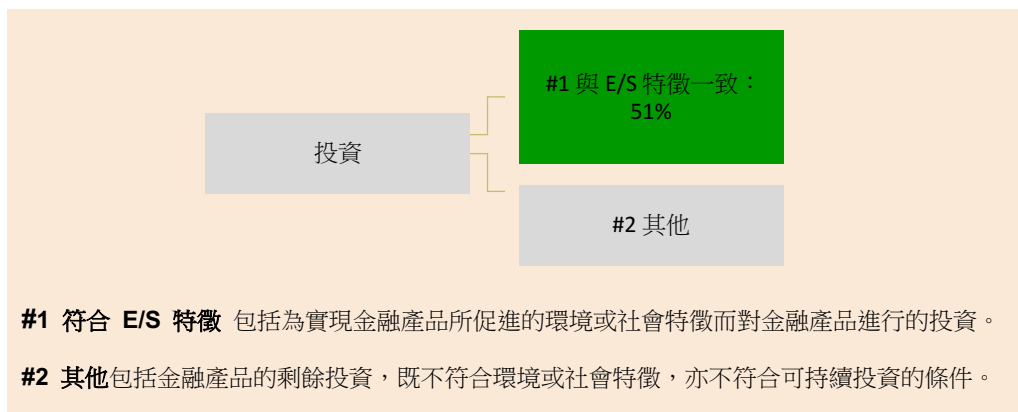 #1 與 E/S 特徵一致：
51%
投資
#2 其他
#1 符合 E/S 特徵 包括為實現金融產品所促進的環境或社會特徵而對金融產品進行的投資。
#2 其他包括金融產品的剩餘投資，既不符合環境或社會特徵，亦不符合可持續投資的條件。